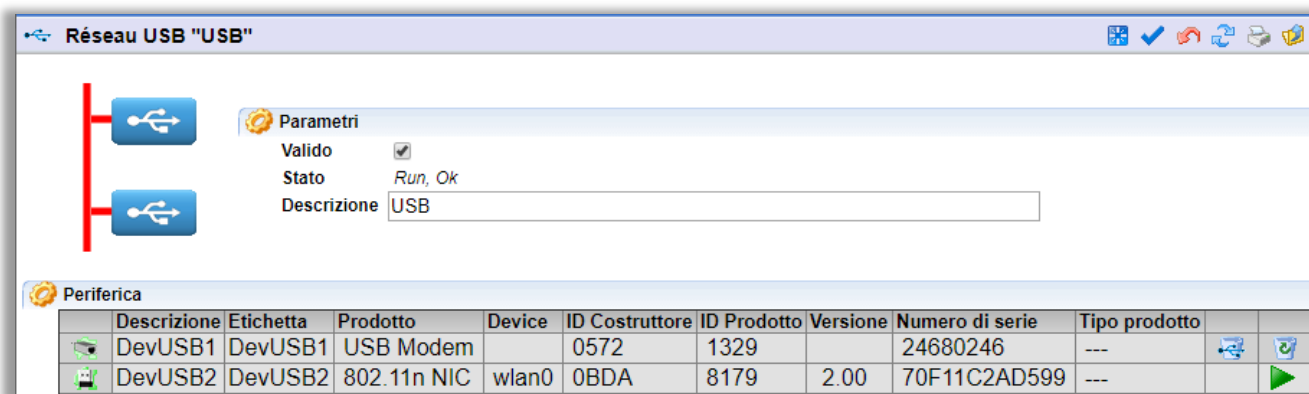 Réseau USB "USB"
Parametri
Valido
Stato Run, Ok
Descrizione USB
Periferica
Descrizione Etichetta Prodotto Device ID Costruttore ID Prodotto Versione Numero di serie Tipo prodotto
DevUSB1 DevUSB1 USB Modem 0572 1329 24680246 ---
DevUSB2 DevUSB2 802.11n NIC wlan0 0BDA 8179 2.00 70F11C2AD599 ---